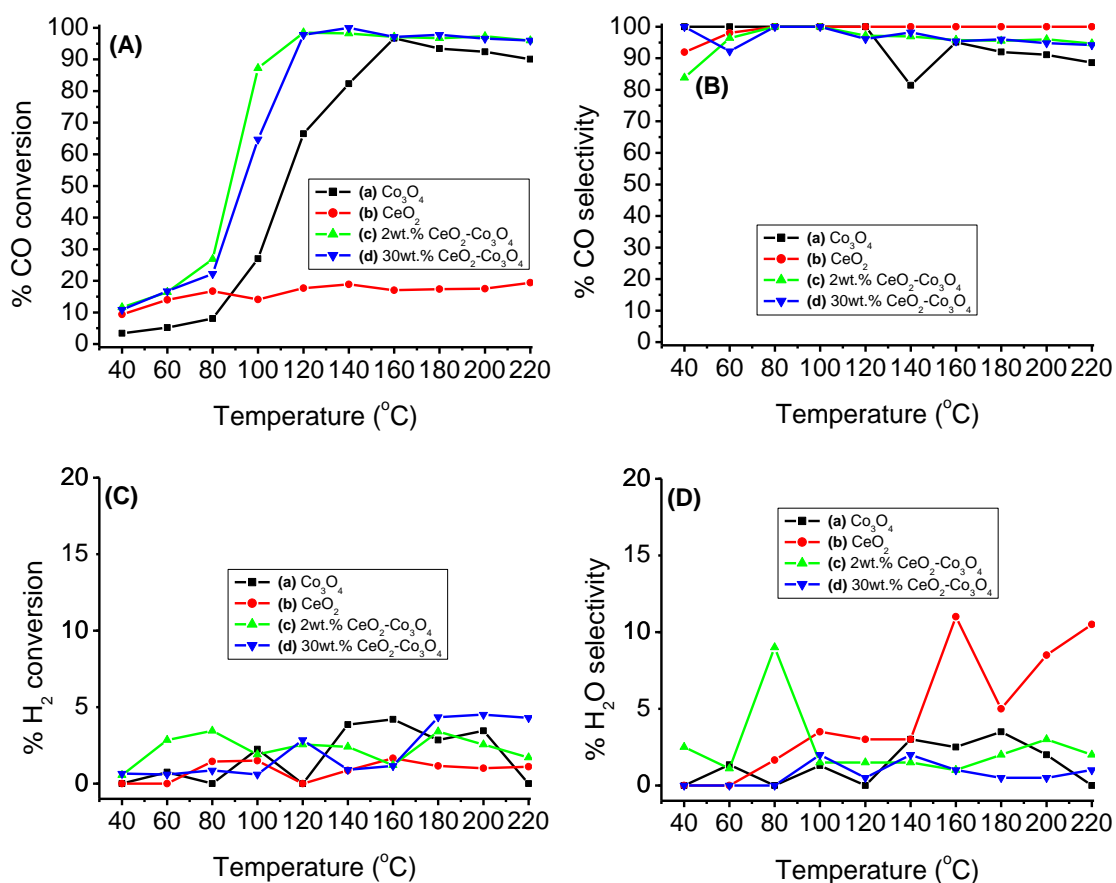 (A)
% CO conversion
100
90
80
70
60
50
40
30
20
10
0
(a) Co₃O₄
(b) CeO₂
(c) 2wt.% CeO₂-Co₃O₄
(d) 30wt.% CeO₂-Co₃O₄
40 60 80 100 120 140 160 180 200 220
Temperature (°C)
(B)
% CO selectivity
100
90
80
70
60
50
40
30
20
10
0
(a) Co₃O₄
(b) CeO₂
(c) 2wt.% CeO₂-Co₃O₄
(d) 30wt.% CeO₂-Co₃O₄
40 60 80 100 120 140 160 180 200 220
Temperature (°C)
(C)
% H₂ conversion
20
15
10
5
0
(a) Co₃O₄
(b) CeO₂
(c) 2wt.% CeO₂-Co₃O₄
(d) 30wt.% CeO₂-Co₃O₄
40 60 80 100 120 140 160 180 200 220
Temperature (°C)
(D)
% H₂O selectivity
20
15
10
5
0
(a) Co₃O₄
(b) CeO₂
(c) 2wt.% CeO₂-Co₃O₄
(d) 30wt.% CeO₂-Co₃O₄
40 60 80 100 120 140 160 180 200 220
Temperature (°C)